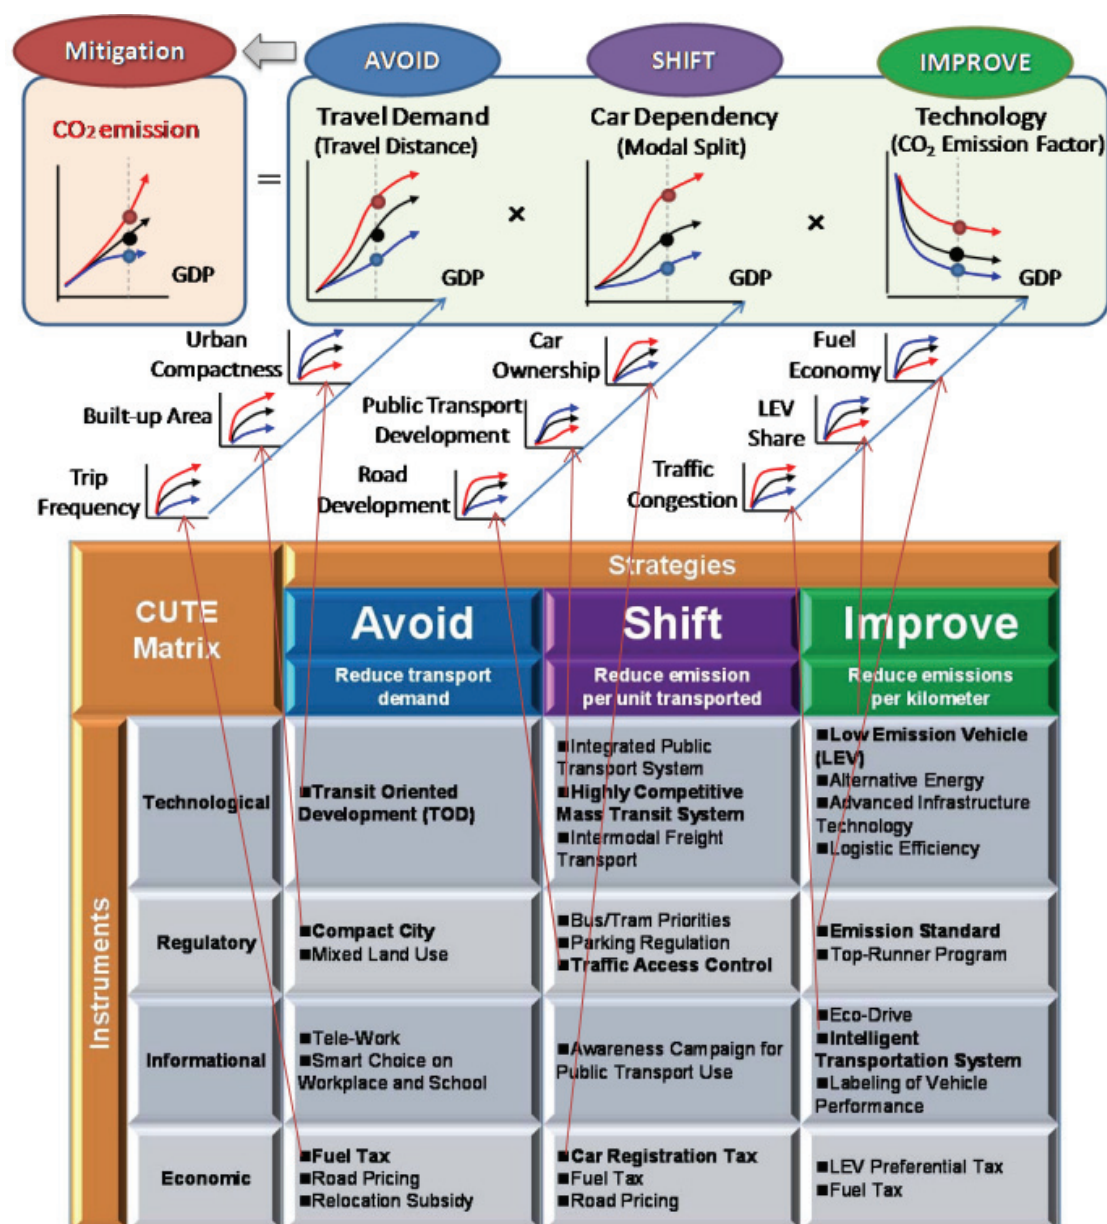 Mitigation
AVOID
SHIFT
IMPROVE
CO₂ emission
GDP
=
Travel Demand
(Travel Distance)
GDP
×
Car Dependency
(Modal Split)
GDP
×
Technology
(CO₂ Emission Factor)
GDP
Urban
Compactness
Built-up Area
Trip
Frequency
Car
Ownership
Public Transport
Development
Road
Development
Fuel
Economy
LEV
Share
Traffic
Congestion
CUTE
Matrix
Strategies
Avoid
Shift
Improve
Reduce transport
demand
Reduce emission
per unit transported
Reduce emissions
per kilometer
Instruments
Technological
■Transit Oriented
Development (TOD)
■Integrated Public
Transport System
■Highly Competitive
Mass Transit System
■Intermodal Freight
Transport
■Low Emission Vehicle
(LEV)
■Alternative Energy
■Advanced Infrastructure
Technology
■Logistic Efficiency
Regulatory
■Compact City
■Mixed Land Use
■Bus/Tram Priorities
■Parking Regulation
■Traffic Access Control
■Emission Standard
■Top-Runner Program
Informational
■Tele-Work
■Smart Choice on
Workplace and School
■Awareness Campaign for
Public Transport Use
■Eco-Drive
■Intelligent
Transportation System
■Labeling of Vehicle
Performance
Economic
■Fuel Tax
■Road Pricing
■Relocation Subsidy
■Car Registration Tax
■Fuel Tax
■Road Pricing
■LEV Preferential Tax
■Fuel Tax